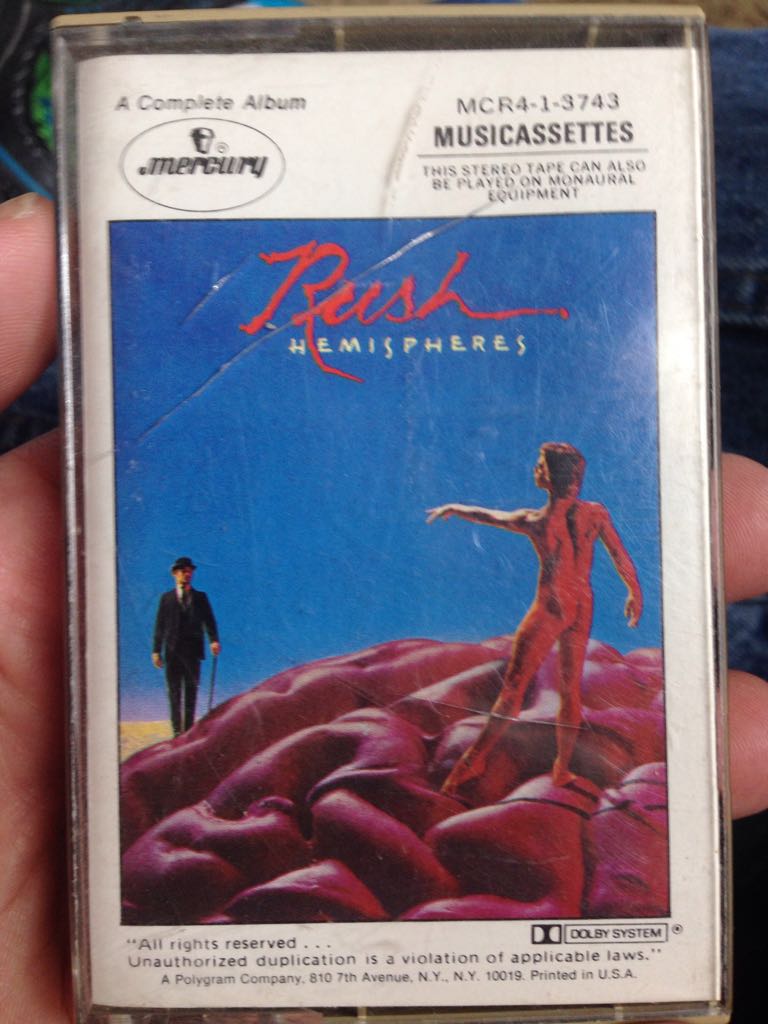 A Complete Album
mercury ®
MCR4-1-3743
MUSICASSETTES
THIS STEREO TAPE CAN ALSO
BE PLAYED ON MONAURAL
EQUIPMENT
Rush
HEMISPHERES
DOLBY SYSTEM ®
"All rights reserved . . .
Unauthorized duplication is a violation of applicable laws."
A Polygram Company, 810 7th Avenue, N.Y., N.Y. 10019. Printed in U.S.A.